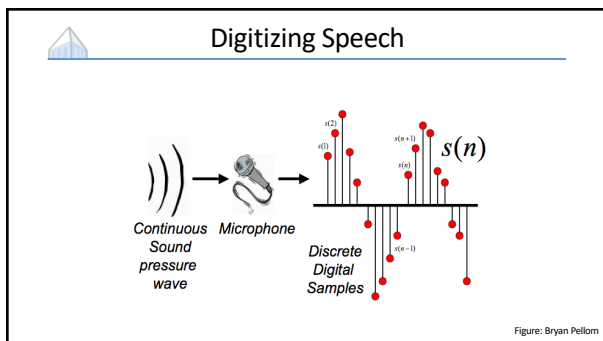 Digitizing Speech
s(1)
s(2)
s(n+1)
s(n)
s(n)
s(n−1)
Continuous
Sound
pressure
wave
Microphone
Discrete
Digital
Samples
Figure: Bryan Pellom